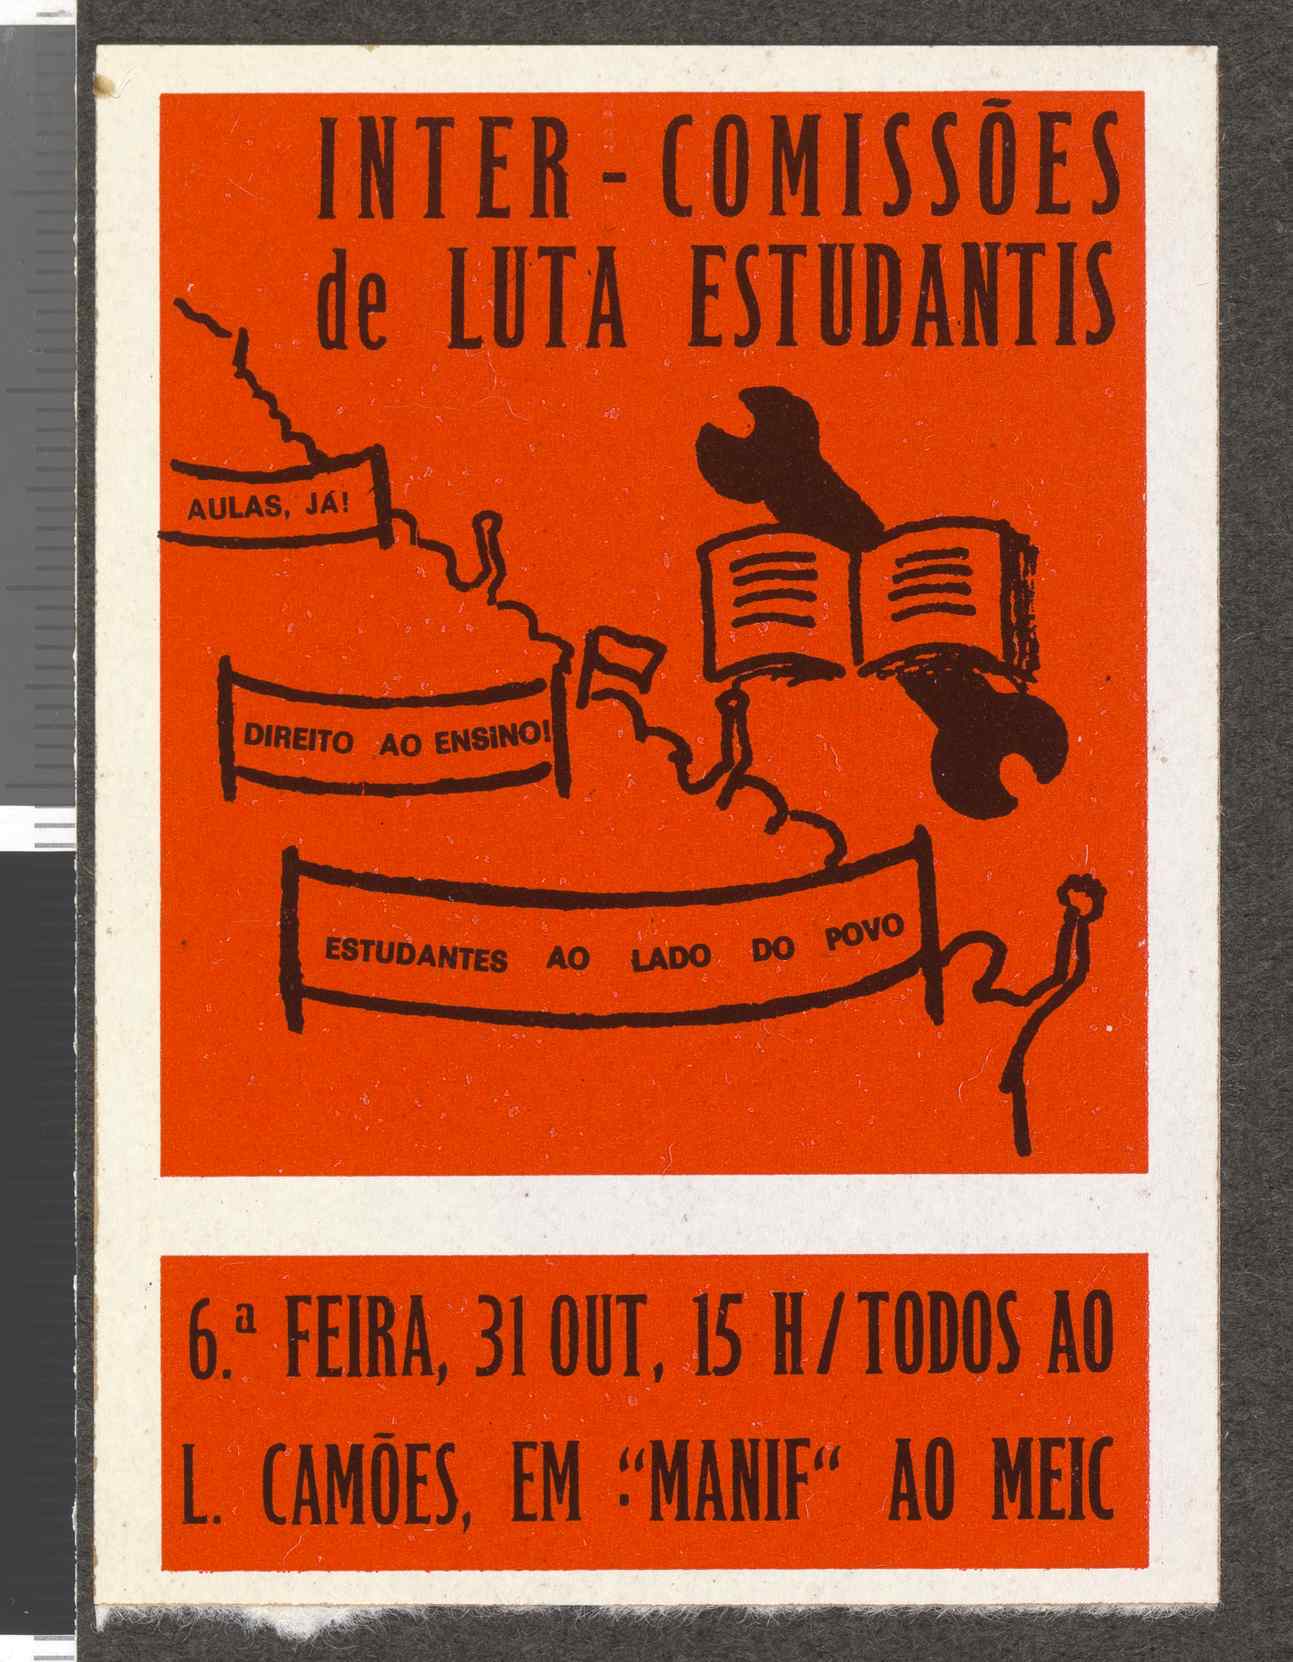 INTER - COMISSÕES
de LUTA ESTUDANTIS
AULAS, JÁ!
DIREITO AO ENSINO!
ESTUDANTES AO LADO DO POVO
6.ª FEIRA, 31 OUT, 15 H/TODOS AO
L. CAMÕES, EM “MANIF“ AO MEIC